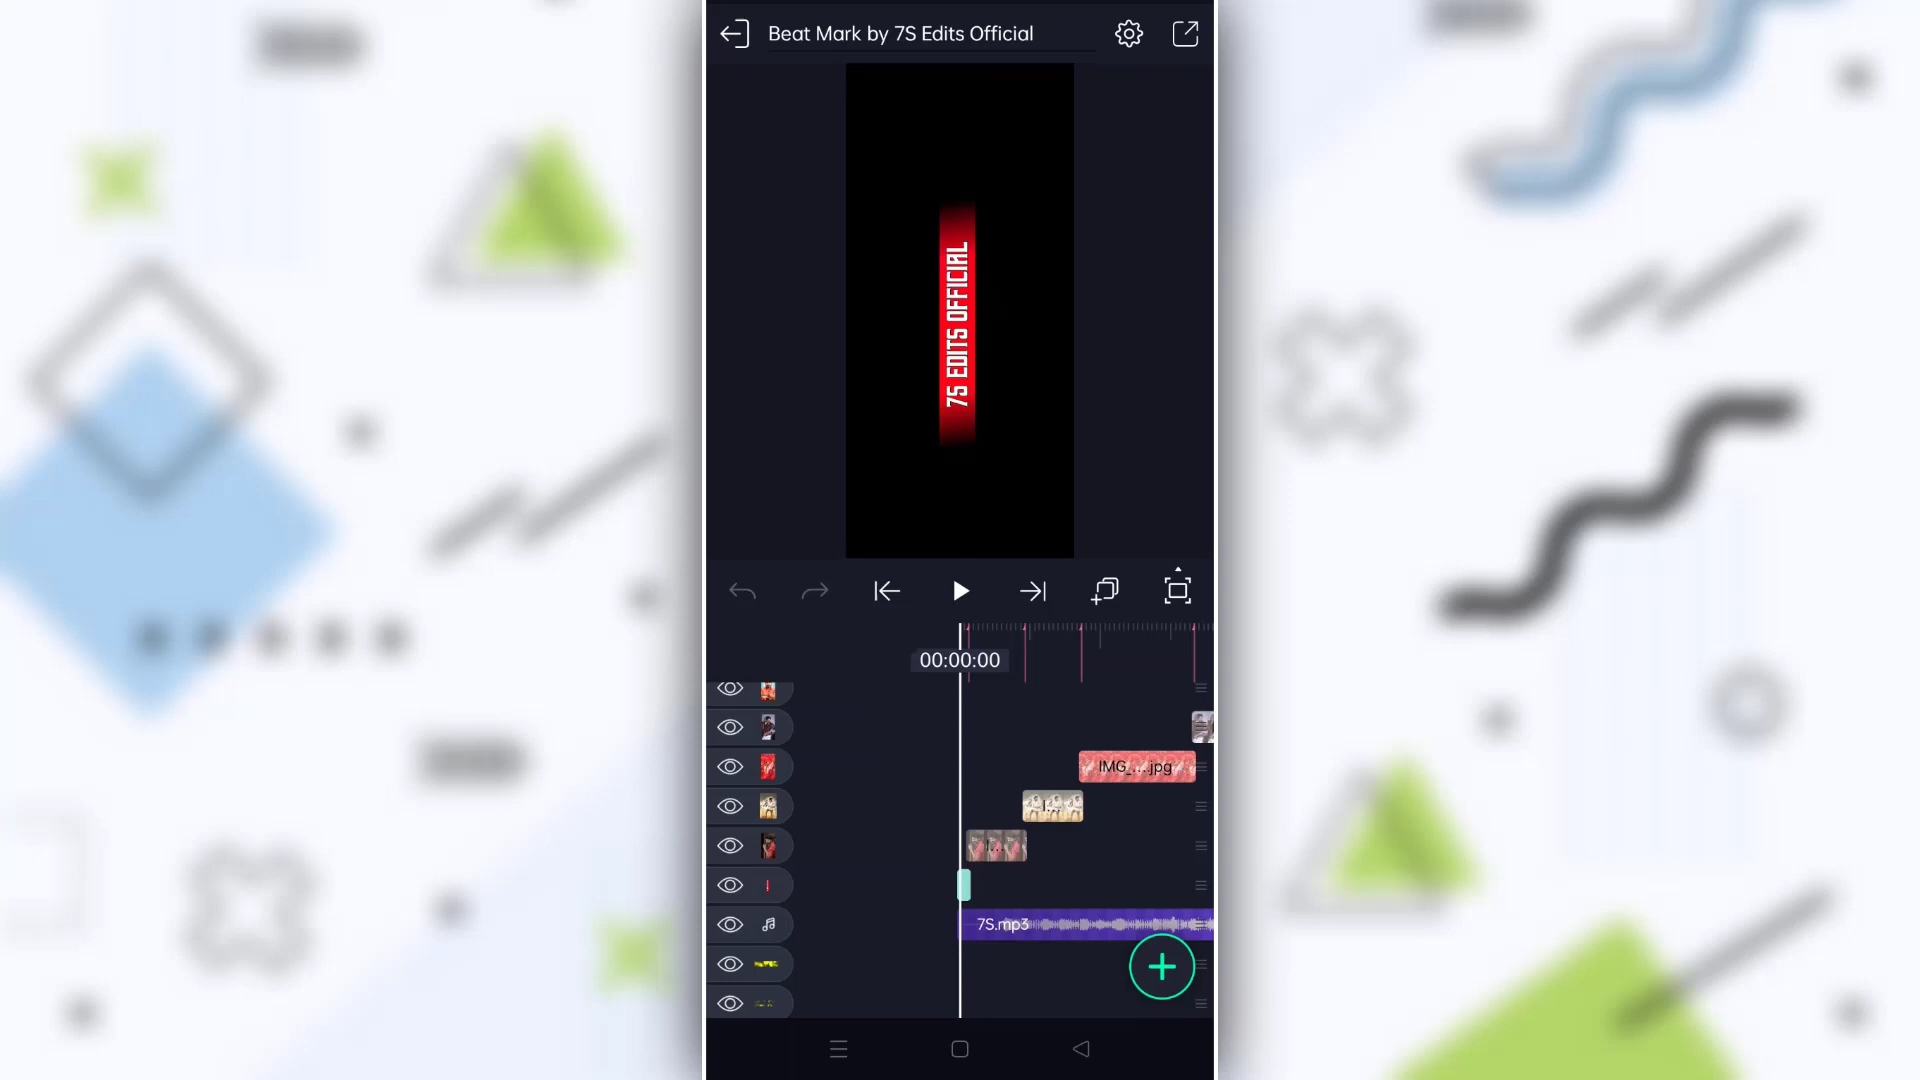 Beat Mark by 7S Edits Official
7S EDITS OFFICIAL
00:00:00
IMG_....jpg
7S.mp3